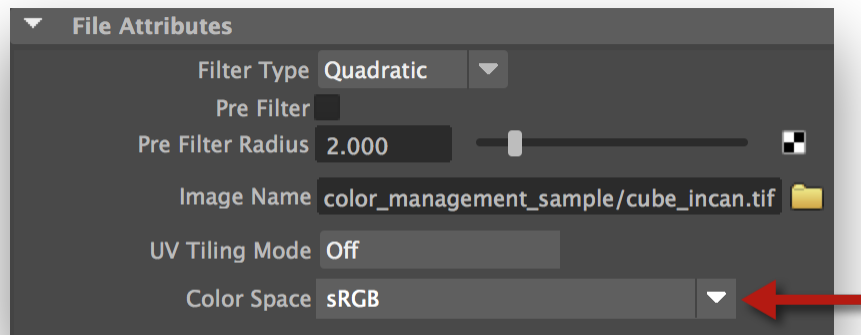 File Attributes
Filter Type Quadratic
Pre Filter
Pre Filter Radius 2.000
Image Name color_management_sample/cube_incan.tif
UV Tiling Mode Off
Color Space sRGB